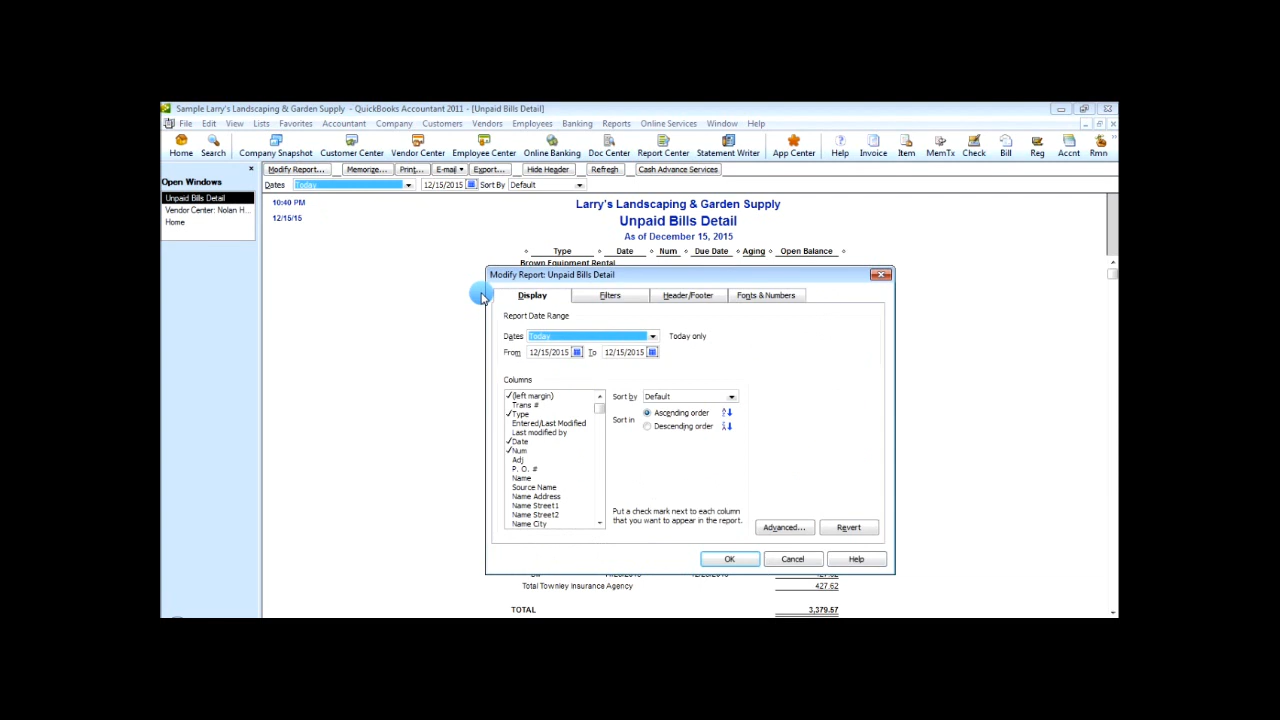 Sample Larry's Landscaping & Garden Supply - QuickBooks Accountant 2011 - [Unpaid Bills Detail]
File Edit View Lists Favorites Accountant Company Customers Vendors Employees Banking Reports Online Services Window Help
Home Search Company Snapshot Customer Center Vendor Center Employee Center Online Banking Doc Center Report Center Statement Writer App Center Help Invoice Item MemTx Check Bill Reg Accnt Rmn
Open Windows
Unpaid Bills Detail
Vendor Center: Nolan H...
Home
Modify Report... Memorize... Print... E-mail Export... Hide Header Refresh Cash Advance Services
Dates Today 12/15/2015 Sort By Default
10:40 PM
12/15/15
Larry's Landscaping & Garden Supply
Unpaid Bills Detail
As of December 15, 2015
Type Date Num Due Date Aging Open Balance
Brown Equipment Rental
Modify Report: Unpaid Bills Detail
Display Filters Header/Footer Fonts & Numbers
Report Date Range
Dates Today Today only
From 12/15/2015 To 12/15/2015
Columns
(left margin)
Trans #
Type
Entered/Last Modified
Last modified by
Date
Num
Adj
P. O. #
Name
Source Name
Name Address
Name Street1
Name Street2
Name City
Sort by Default
Sort in Ascending order
Descending order
Put a check mark next to each column
that you want to appear in the report.
Advanced... Revert
OK Cancel Help
Total Townley Insurance Agency 427.62
TOTAL 3,379.57